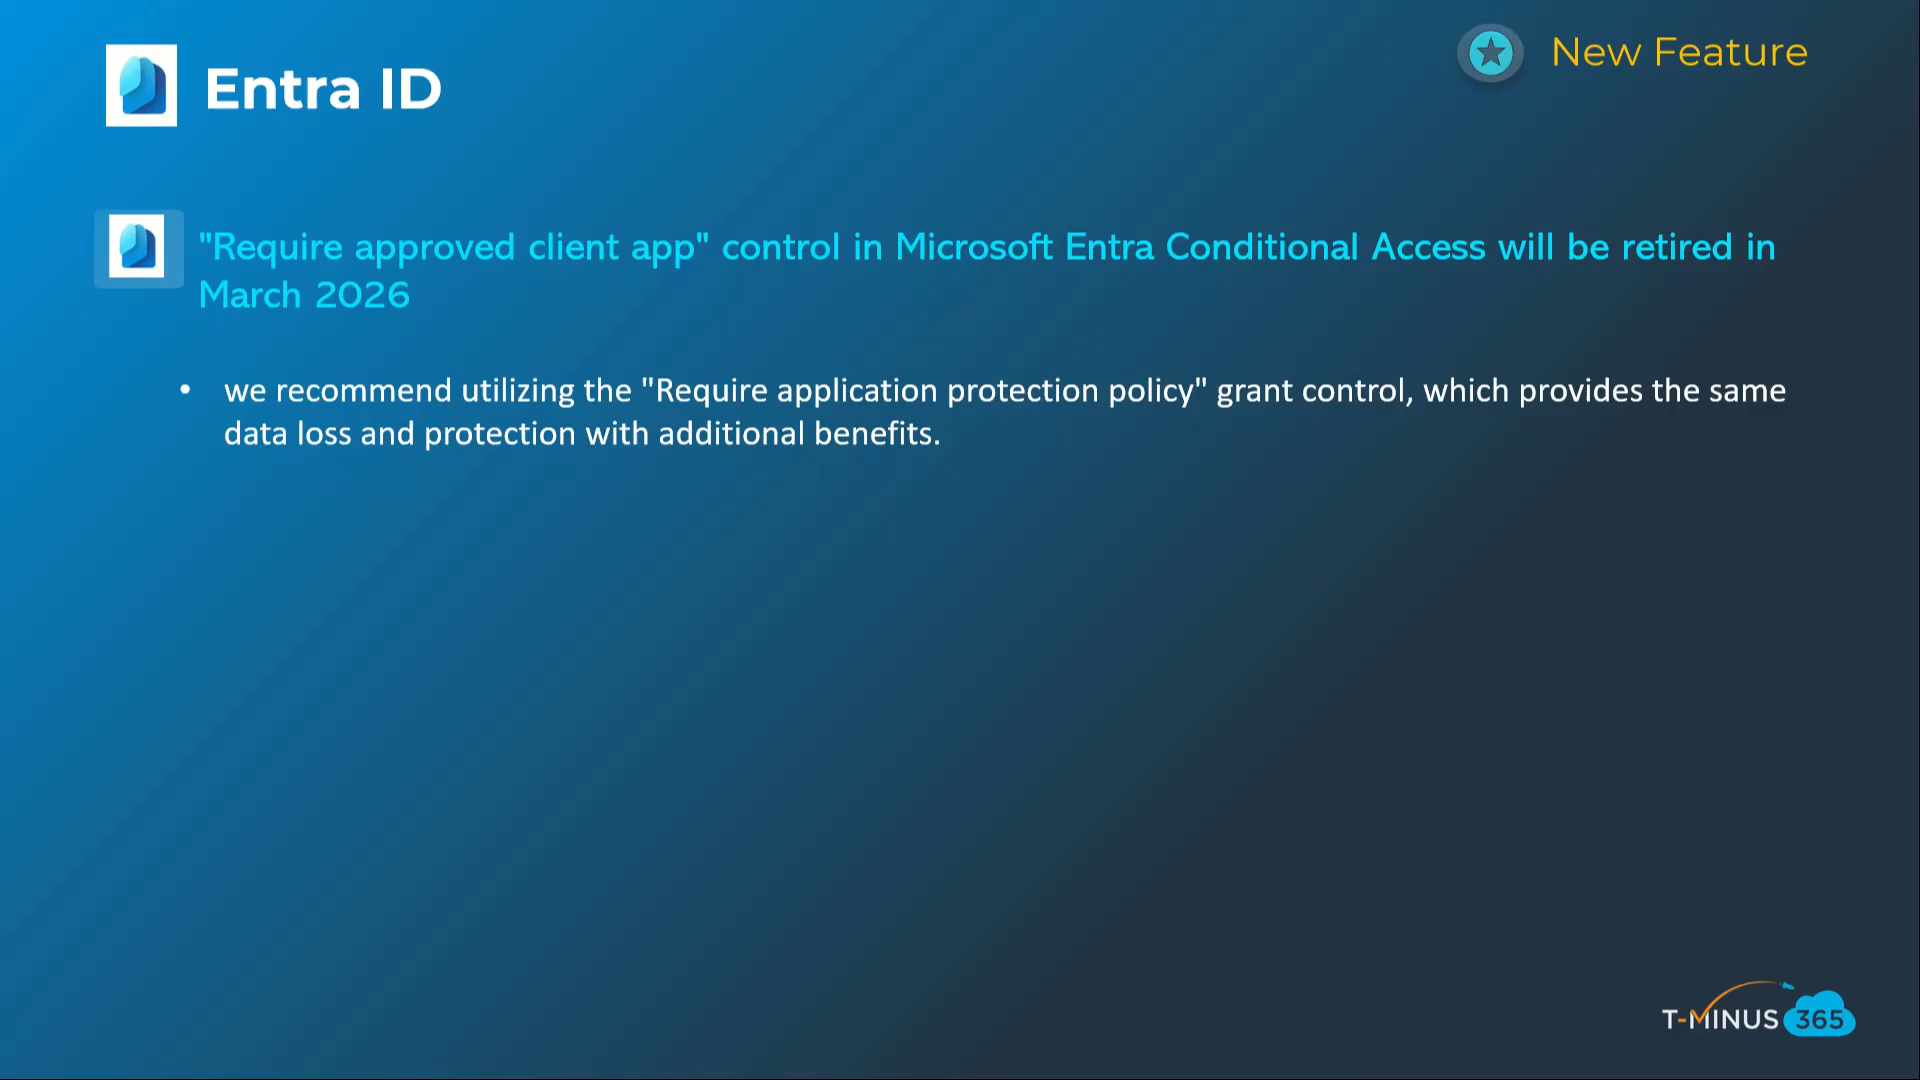 Entra ID
New Feature
"Require approved client app" control in Microsoft Entra Conditional Access will be retired in
March 2026
• we recommend utilizing the "Require application protection policy" grant control, which provides the same
data loss and protection with additional benefits.
T-MINUS 365